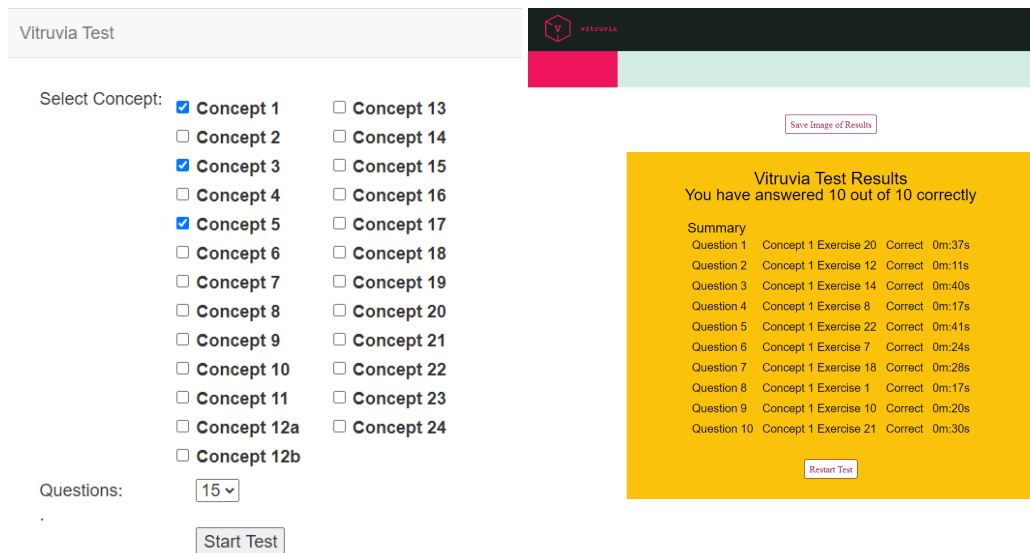 Vitruvia Test
Select Concept:
Concept 1
Concept 2
Concept 3
Concept 4
Concept 5
Concept 6
Concept 7
Concept 8
Concept 9
Concept 10
Concept 11
Concept 12a
Concept 12b
Concept 13
Concept 14
Concept 15
Concept 16
Concept 17
Concept 18
Concept 19
Concept 20
Concept 21
Concept 22
Concept 23
Concept 24
Questions: 15
.
Start Test
V vitruvia
Save Image of Results
Vitruvia Test Results
You have answered 10 out of 10 correctly
Summary
Question 1 Concept 1 Exercise 20 Correct 0m:37s
Question 2 Concept 1 Exercise 12 Correct 0m:11s
Question 3 Concept 1 Exercise 14 Correct 0m:40s
Question 4 Concept 1 Exercise 8 Correct 0m:17s
Question 5 Concept 1 Exercise 22 Correct 0m:41s
Question 6 Concept 1 Exercise 7 Correct 0m:24s
Question 7 Concept 1 Exercise 18 Correct 0m:28s
Question 8 Concept 1 Exercise 1 Correct 0m:17s
Question 9 Concept 1 Exercise 10 Correct 0m:20s
Question 10 Concept 1 Exercise 21 Correct 0m:30s
Restart Test